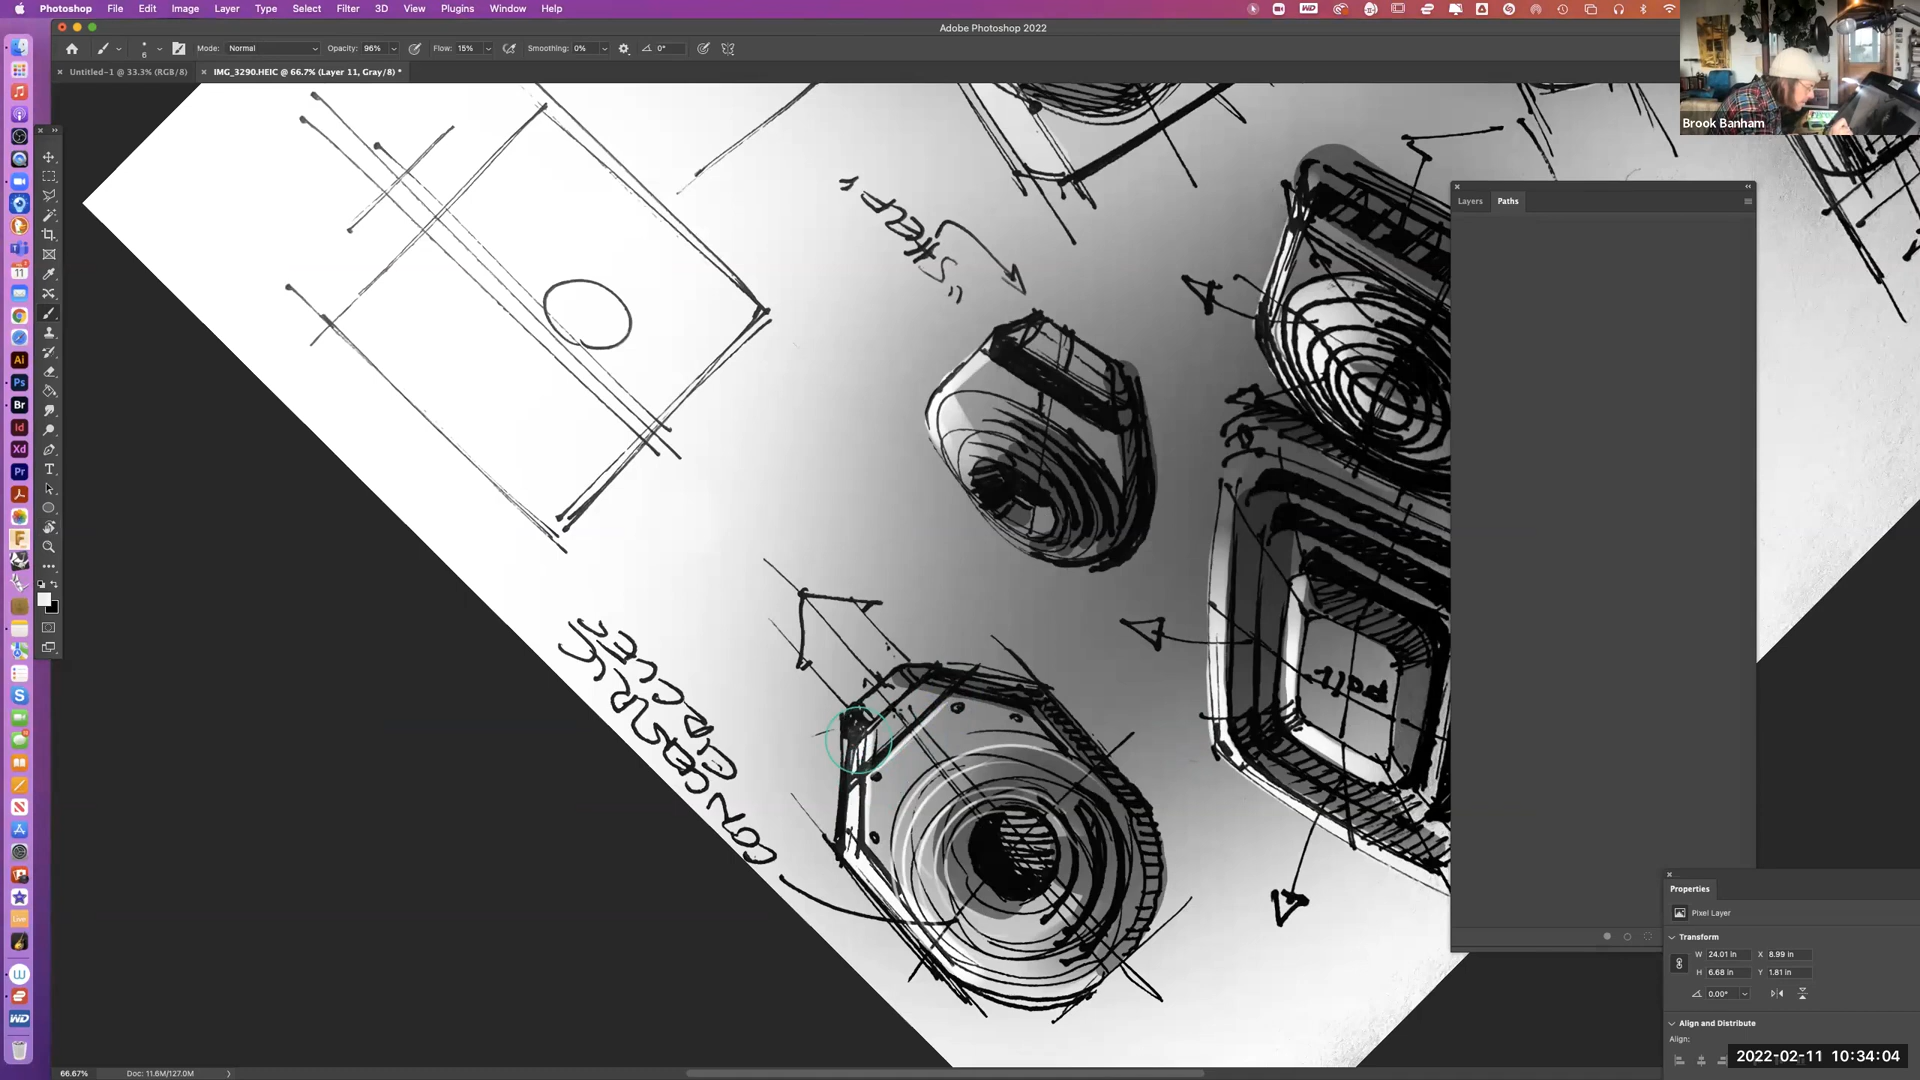 Photoshop File Edit Image Layer Type Select Filter 3D View Plugins Window Help
Adobe Photoshop 2022
6 Mode: Normal Opacity: 96% Flow: 15% Smoothing: 0% 0°
Untitled-1 @ 33.3% (RGB/8) IMG_3290.HEIC @ 66.7% (Layer 11, Gray/8) *
Brook Banham
"SHELF"
Layers Paths
CONCENTRIC
Properties
Pixel Layer
Transform
W 24.01 in X 8.99 in
H 6.68 in Y 1.81 in
0.00°
Align and Distribute
Align:
2022-02-11 10:34:04
66.67% Doc: 11.6M/127.0M